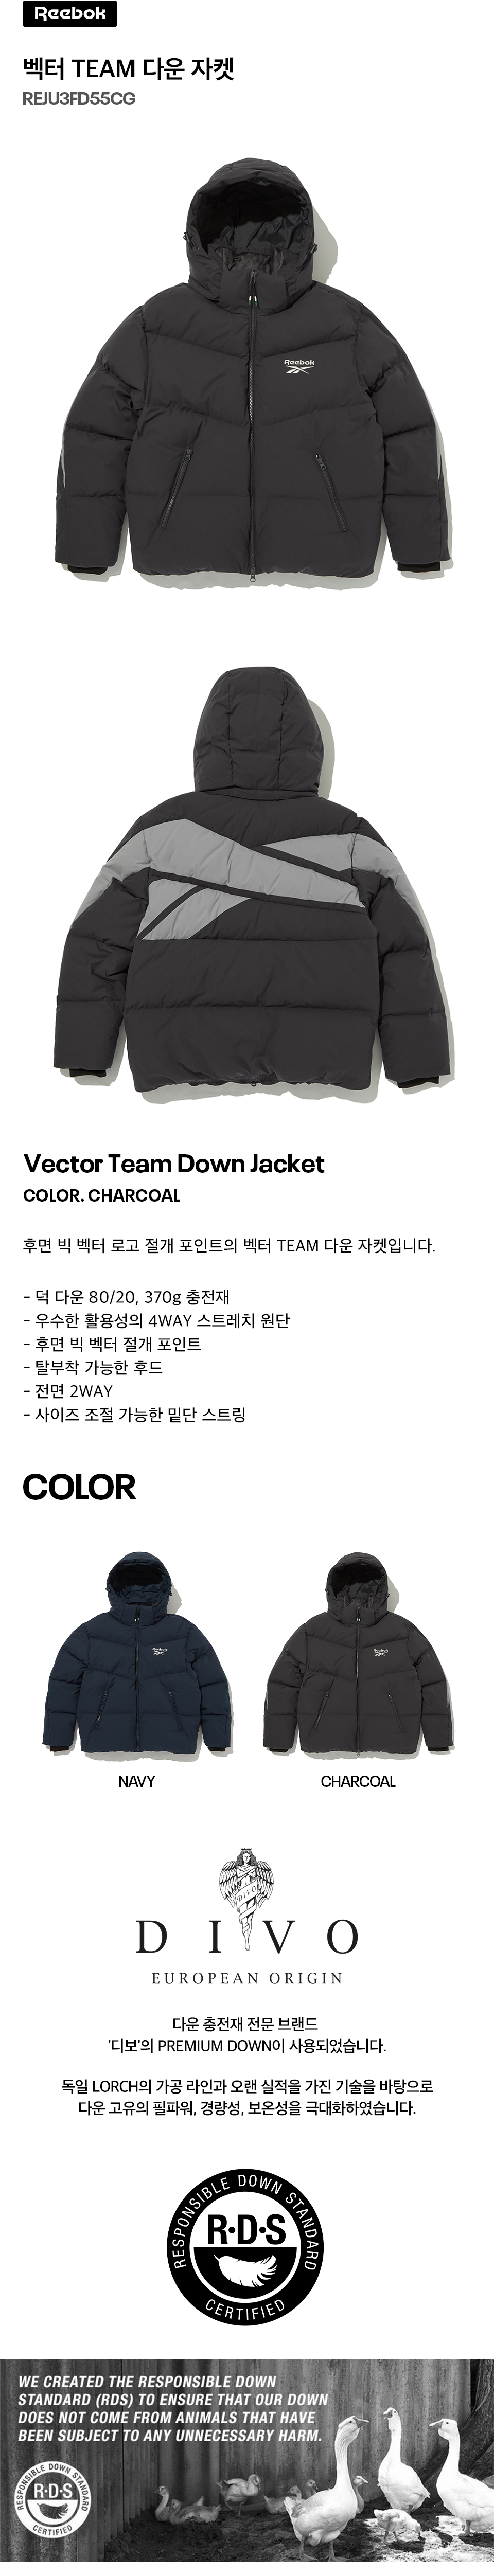 Reebok
벡터 TEAM 다운 자켓
REJU3FD55CG
Reebok
Vector Team Down Jacket
COLOR. CHARCOAL
후면 빅 벡터 로고 절개 포인트의 벡터 TEAM 다운 자켓입니다.
- 덕 다운 80/20, 370g 충전재
- 우수한 활용성의 4WAY 스트레치 원단
- 후면 빅 벡터 절개 포인트
- 탈부착 가능한 후드
- 전면 2WAY
- 사이즈 조절 가능한 밑단 스트링
COLOR
Reebok
Reebok
NAVY
CHARCOAL
DIVO
D I V O
EUROPEAN ORIGIN
다운 충전재 전문 브랜드
'디보'의 PREMIUM DOWN이 사용되었습니다.
독일 LORCH의 가공 라인과 오랜 실적을 가진 기술을 바탕으로
다운 고유의 필파워, 경량성, 보온성을 극대화하였습니다.
RESPONSIBLE DOWN STANDARD
R·D·S
CERTIFIED
WE CREATED THE RESPONSIBLE DOWN
STANDARD (RDS) TO ENSURE THAT OUR DOWN
DOES NOT COME FROM ANIMALS THAT HAVE
BEEN SUBJECT TO ANY UNNECESSARY HARM.
RESPONSIBLE DOWN STANDARD
R·D·S
CERTIFIED